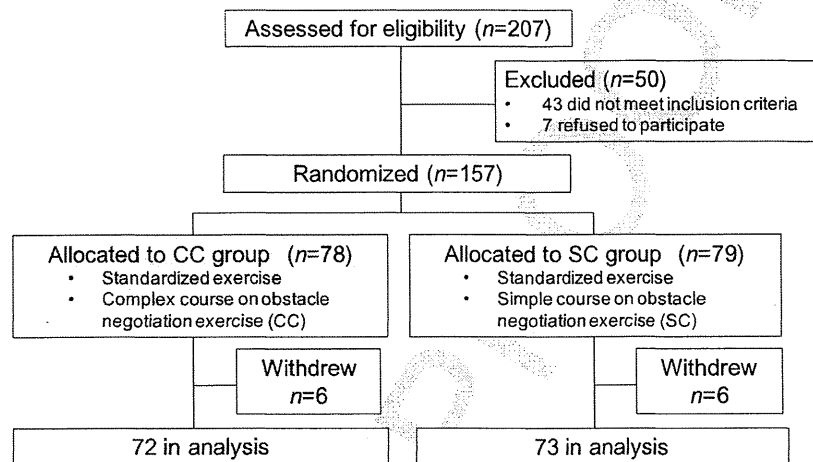 Assessed for eligibility (n=207)
Excluded (n=50)
• 43 did not meet inclusion criteria
• 7 refused to participate
Randomized (n=157)
Allocated to CC group (n=78)
• Standardized exercise
• Complex course on obstacle
negotiation exercise (CC)
Allocated to SC group (n=79)
• Standardized exercise
• Simple course on obstacle
negotiation exercise (SC)
Withdrew
n=6
Withdrew
n=6
72 in analysis
73 in analysis